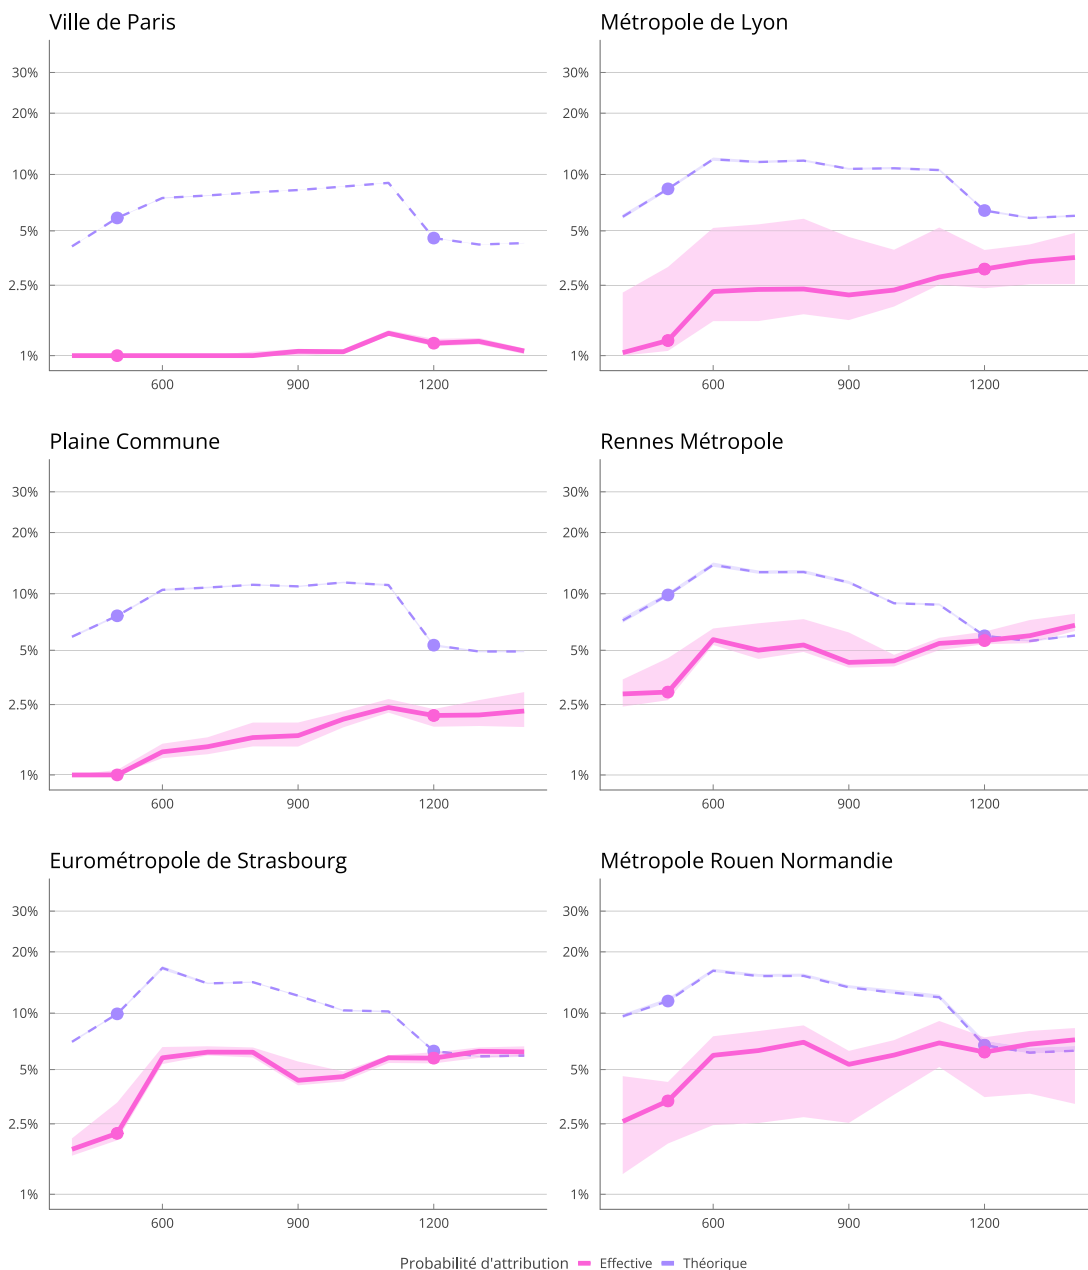 Ville de Paris
30%
20%
10%
5%
2.5%
1%
600 900 1200
Métropole de Lyon
30%
20%
10%
5%
2.5%
1%
600 900 1200
Plaine Commune
30%
20%
10%
5%
2.5%
1%
600 900 1200
Rennes Métropole
30%
20%
10%
5%
2.5%
1%
600 900 1200
Eurométropole de Strasbourg
30%
20%
10%
5%
2.5%
1%
600 900 1200
Métropole Rouen Normandie
30%
20%
10%
5%
2.5%
1%
600 900 1200
Probabilité d'attribution Effective Théorique